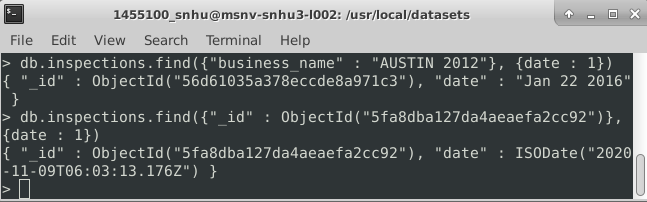 1455100_snhu@msnv-snhu3-l002: /usr/local/datasets
File Edit View Search Terminal Help
> db.inspections.find({"business_name" : "AUSTIN 2012"}, {date : 1})
{ "_id" : ObjectId("56d61035a378eccde8a971c3"), "date" : "Jan 22 2016"
}
> db.inspections.find({"_id" : ObjectId("5fa8dba127da4aeaefa2cc92")},
{date : 1})
{ "_id" : ObjectId("5fa8dba127da4aeaefa2cc92"), "date" : ISODate("2020
-11-09T06:03:13.176Z") }
>